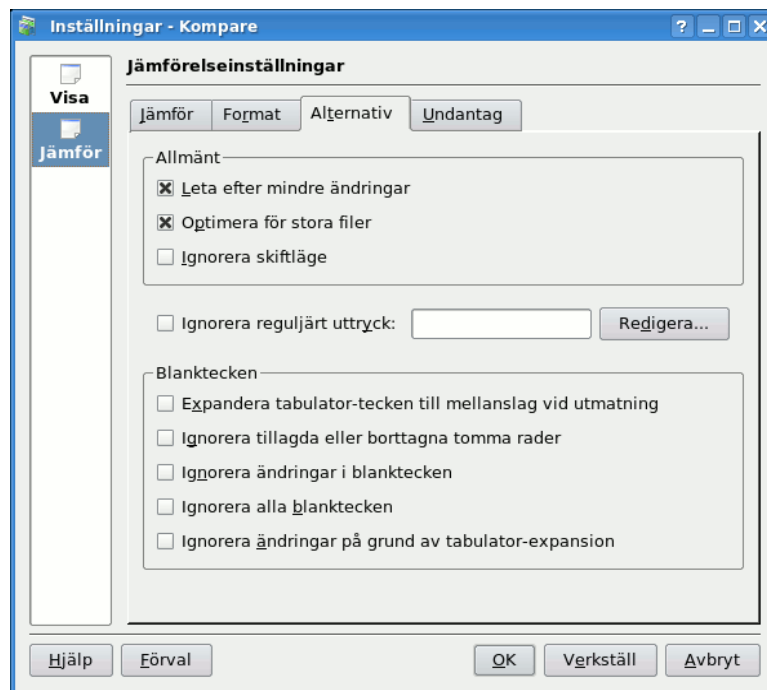 Inställningar - Kompare
Visa
Jämför
Jämförelseinställningar
Jämför Format Alternativ Undantag
Allmänt
Leta efter mindre ändringar
Optimera för stora filer
Ignorera skiftläge
Ignorera reguljärt uttryck: Redigera...
Blanktecken
Expandera tabulator-tecken till mellanslag vid utmatning
Ignorera tillagda eller borttagna tomma rader
Ignorera ändringar i blanktecken
Ignorera alla blanktecken
Ignorera ändringar på grund av tabulator-expansion
Hjälp Förval OK Verkställ Avbryt